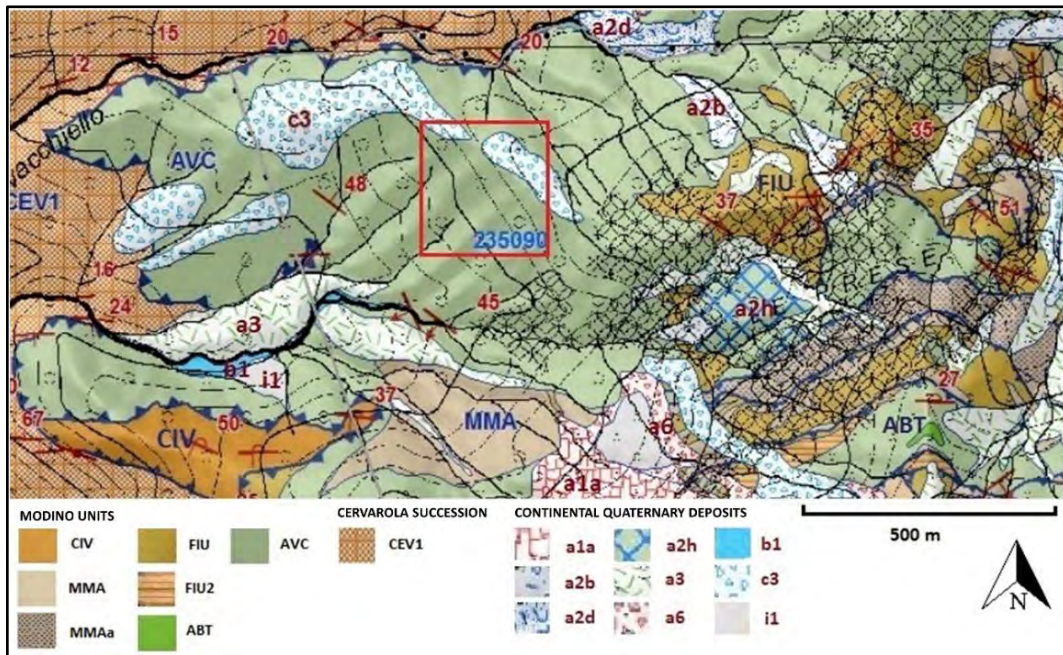 15
20
20
a2d
12
c3
a2b
35
vecchiello
AVC
CEV1
48
FIU
37
51
235090
16
RESE
24
45
a2h
a3
b1
i1
37
27
67
50
CIV
MMA
a6
ABT
a1a
MODINO UNITS
CERVAROLA SUCCESSION
CONTINENTAL QUATERNARY DEPOSITS
CIV
FIU
AVC
CEV1
a1a
a2h
b1
500 m
MMA
FIU2
a2b
a3
c3
MMAa
ABT
a2d
a6
i1
N